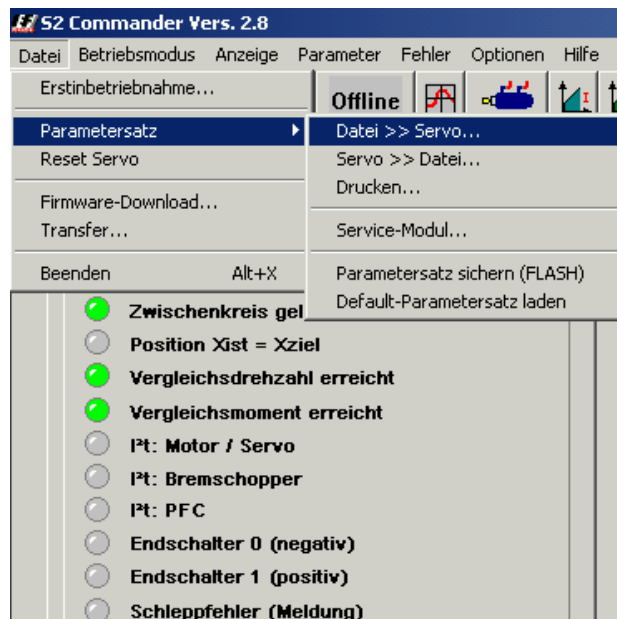 S2 Commander Vers. 2.8
Datei Betriebsmodus Anzeige Parameter Fehler Optionen Hilfe
Erstinbetriebnahme...
Offline
Parametersatz
Datei >> Servo...
Reset Servo
Servo >> Datei...
Drucken...
Firmware-Download...
Transfer...
Service-Modul...
Beenden Alt+X
Parametersatz sichern (FLASH)
Default-Parametersatz laden
Zwischenkreis gel
Position Xist = Xziel
Vergleichsdrehzahl erreicht
Vergleichsmoment erreicht
I²t: Motor / Servo
I²t: Bremschopper
I²t: PFC
Endschalter 0 (negativ)
Endschalter 1 (positiv)
Schleppfehler (Meldung)